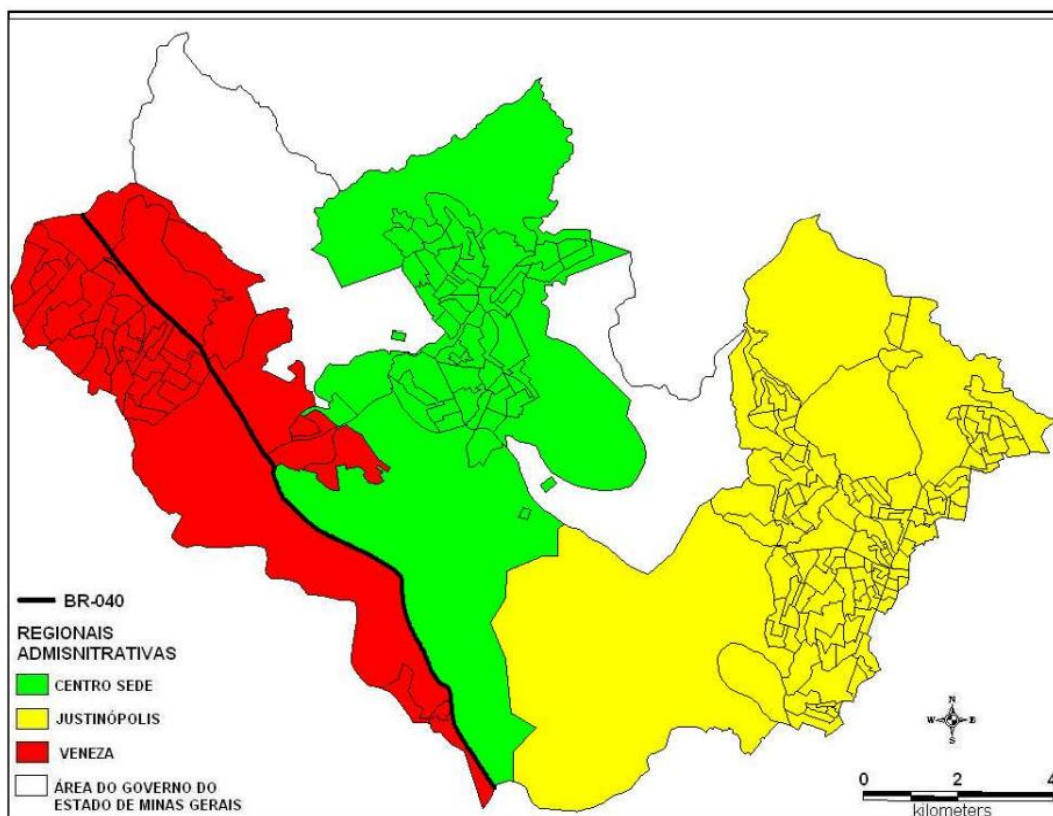 BR-040
REGIONAIS
ADMISNITRATIVAS
CENTRO SEDE
JUSTINÓPOLIS
VENEZA
ÁREA DO GOVERNO DO
ESTADO DE MINAS GERAIS
N
W E
S
0 2 4
kilometers